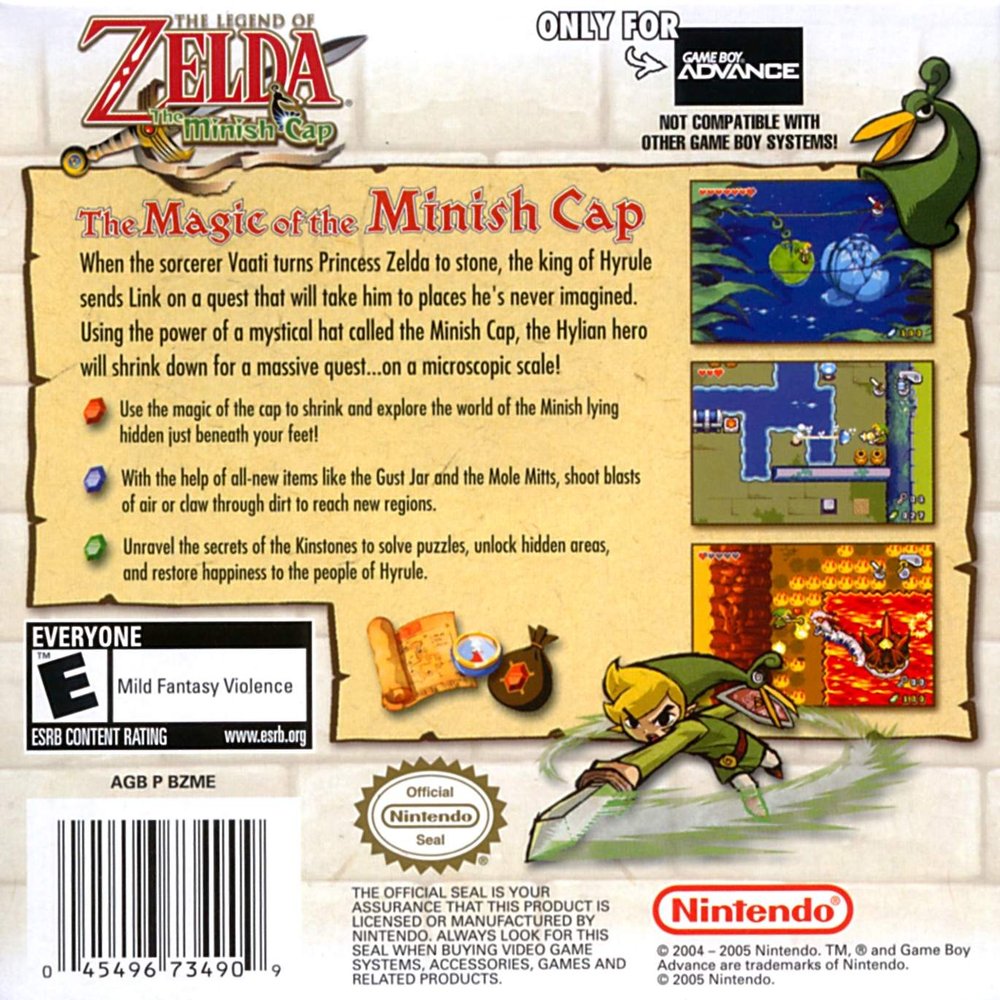 THE LEGEND OF
ZELDA®
The Minish Cap
ONLY FOR
GAME BOY
ADVANCE
NOT COMPATIBLE WITH
OTHER GAME BOY SYSTEMS!
The Magic of the Minish Cap
When the sorcerer Vaati turns Princess Zelda to stone, the king of Hyrule
sends Link on a quest that will take him to places he's never imagined.
Using the power of a mystical hat called the Minish Cap, the Hylian hero
will shrink down for a massive quest...on a microscopic scale!
Use the magic of the cap to shrink and explore the world of the Minish lying
hidden just beneath your feet!
With the help of all-new items like the Gust Jar and the Mole Mitts, shoot blasts
of air or claw through dirt to reach new regions.
Unravel the secrets of the Kinstones to solve puzzles, unlock hidden areas,
and restore happiness to the people of Hyrule.
EVERYONE
™
E
Mild Fantasy Violence
ESRB CONTENT RATING www.esrb.org
AGB P BZME
0 45496 73490 9
Official
Nintendo
Seal
®
THE OFFICIAL SEAL IS YOUR
ASSURANCE THAT THIS PRODUCT IS
LICENSED OR MANUFACTURED BY
NINTENDO. ALWAYS LOOK FOR THIS
SEAL WHEN BUYING VIDEO GAME
SYSTEMS, ACCESSORIES, GAMES AND
RELATED PRODUCTS.
Nintendo®
© 2004 – 2005 Nintendo. TM, ® and Game Boy
Advance are trademarks of Nintendo.
© 2005 Nintendo.